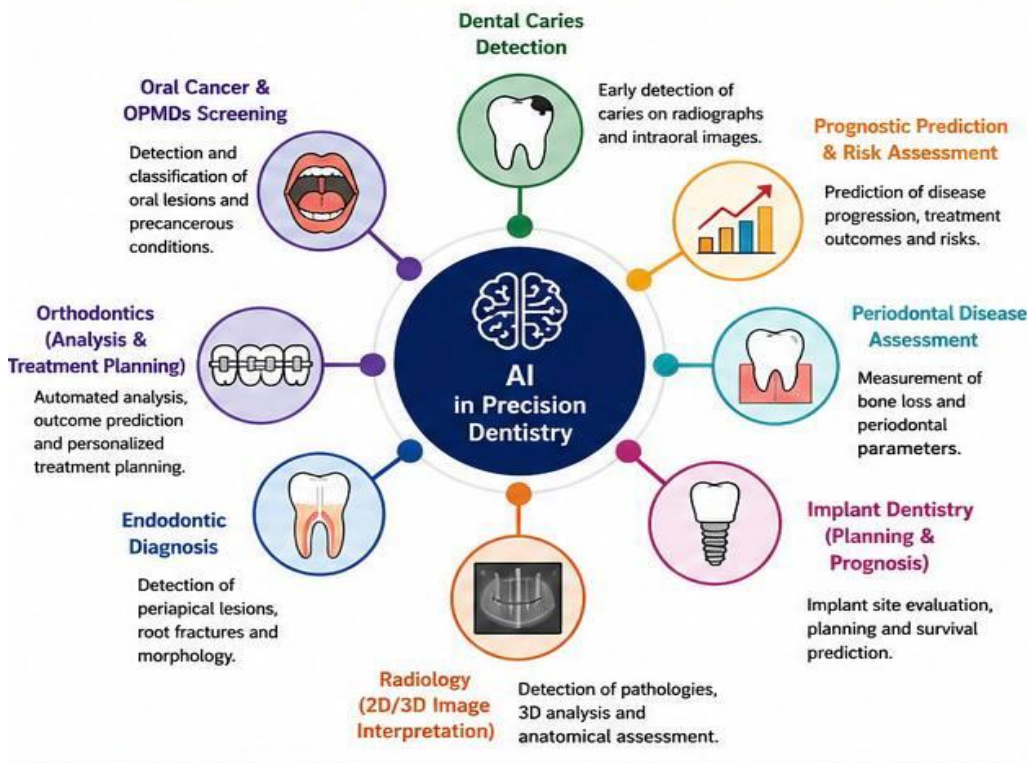 Dental Caries
Detection
Early detection of
caries on radiographs
and intraoral images.
Oral Cancer &
OPMDs Screening
Detection and
classification of
oral lesions and
precancerous
conditions.
Prognostic Prediction
& Risk Assessment
Prediction of disease
progression, treatment
outcomes and risks.
Orthodontics
(Analysis &
Treatment Planning)
Automated analysis,
outcome prediction
and personalized
treatment planning.
AI
in Precision
Dentistry
Periodontal Disease
Assessment
Measurement of
bone loss and
periodontal
parameters.
Endodontic
Diagnosis
Detection of
periapical lesions,
root fractures and
morphology.
Implant Dentistry
(Planning &
Prognosis)
Implant site evaluation,
planning and survival
prediction.
Radiology
(2D/3D Image
Interpretation)
Detection of pathologies,
3D analysis and
anatomical assessment.